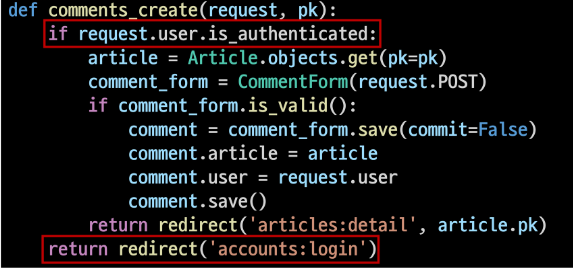 def comments_create(request, pk):
    if request.user.is_authenticated:
        article = Article.objects.get(pk=pk)
        comment_form = CommentForm(request.POST)
        if comment_form.is_valid():
            comment = comment_form.save(commit=False)
            comment.article = article
            comment.user = request.user
            comment.save()
        return redirect('articles:detail', article.pk)
    return redirect('accounts:login')